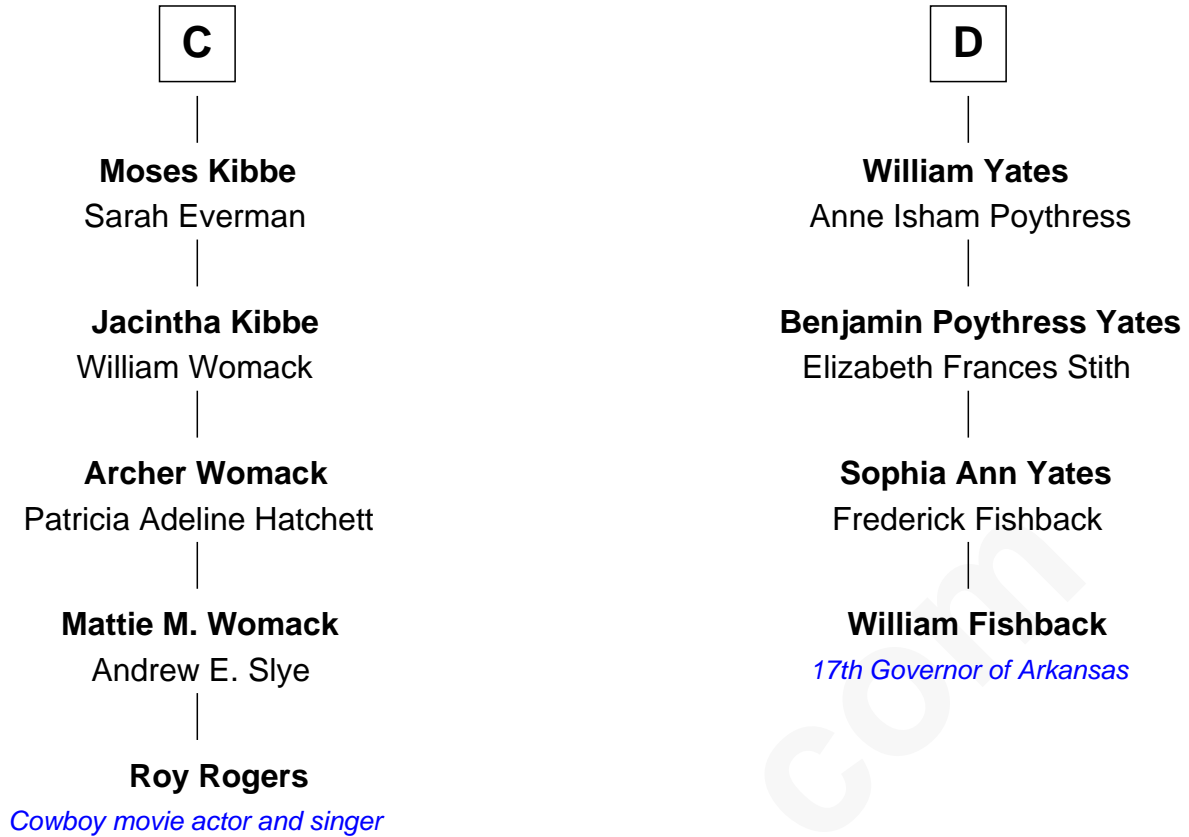 C
Moses Kibbe
Sarah Everman
Jacintha Kibbe
William Womack
Archer Womack
Patricia Adeline Hatchett
Mattie M. Womack
Andrew E. Slye
Roy Rogers
Cowboy movie actor and singer
D
William Yates
Anne Isham Poythress
Benjamin Poythress Yates
Elizabeth Frances Stith
Sophia Ann Yates
Frederick Fishback
William Fishback
17th Governor of Arkansas
com